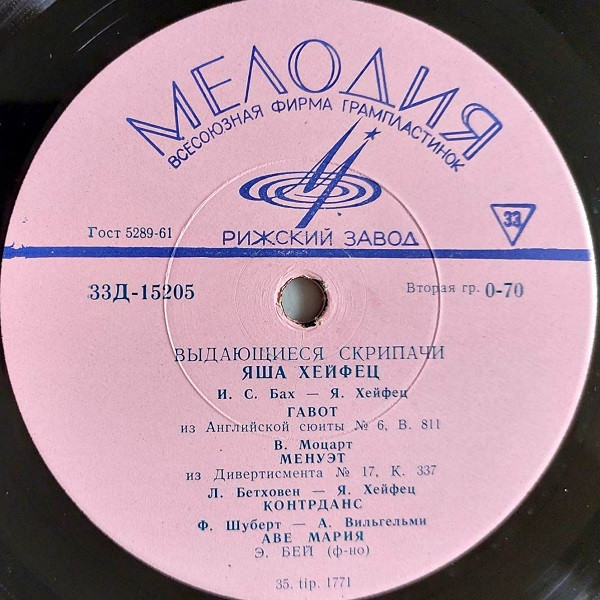 МЕЛОДИЯ
ВСЕСОЮЗНАЯ ФИРМА ГРАМПЛАСТИНОК
Гост 5289-61
33
РИЖСКИЙ ЗАВОД
33Д-15205
Вторая гр. 0-70
ВЫДАЮЩИЕСЯ СКРИПАЧИ
ЯША ХЕЙФЕЦ
И. С. Бах — Я. Хейфец
ГАВОТ
из Английской сюиты № 6, B. 811
В. Моцарт
МЕНУЭТ
из Дивертисмента № 17, К. 337
Л. Бетховен — Я. Хейфец
КОНТРДАНС
Ф. Шуберт — А. Вильгельми
АВЕ МАРИЯ
Э. БЕЙ (ф-но)
35. tip. 1771